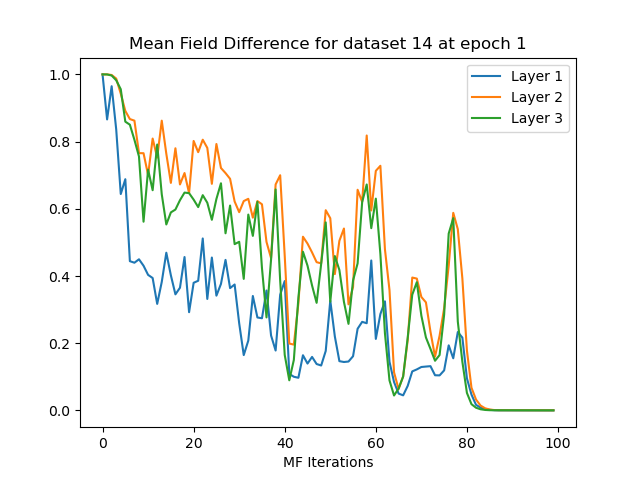 Mean Field Difference for dataset 14 at epoch 1
Layer 1
Layer 2
Layer 3
1.0
0.8
0.6
0.4
0.2
0.0
0 20 40 60 80 100
MF Iterations